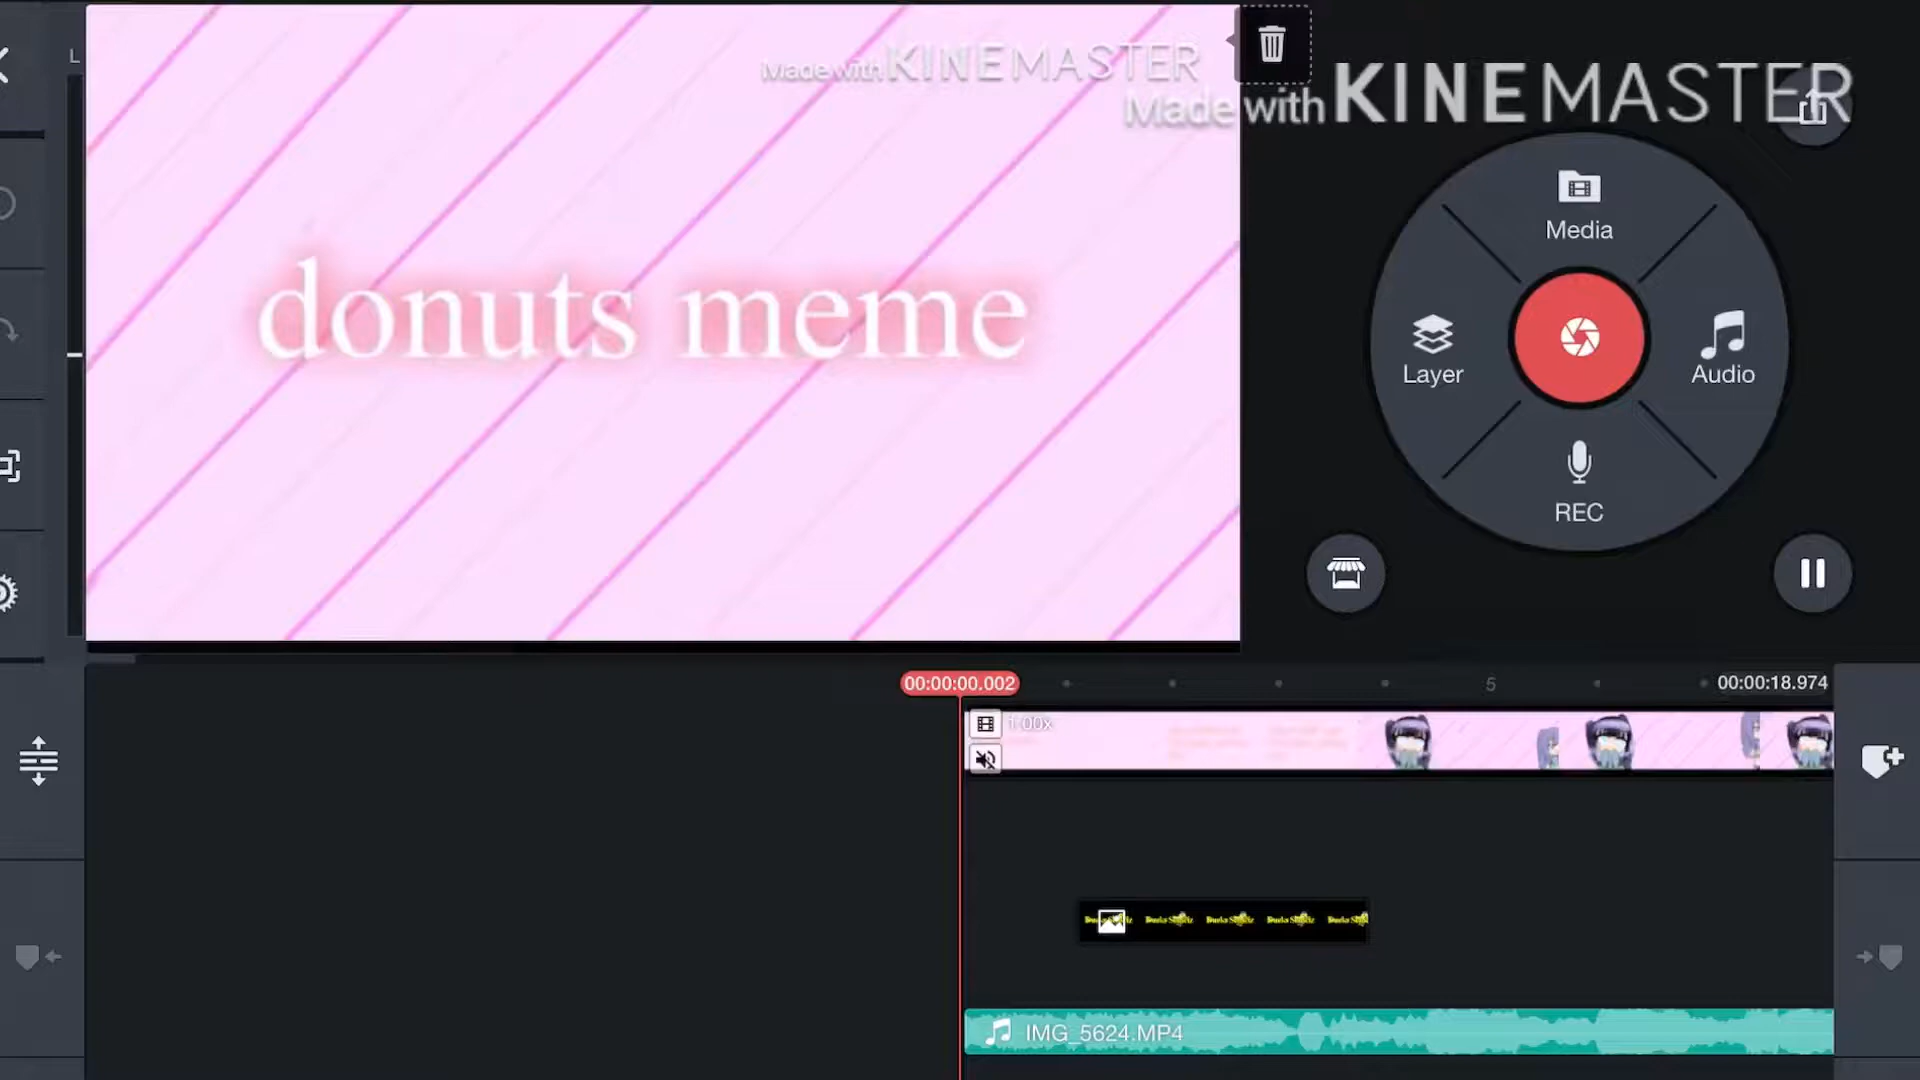 L
Made with KINEMASTER
Made with KINEMASTER
donuts meme
Media
Layer
Audio
REC
00:00:00.002
5
00:00:18.974
1.00x
IMG_5624.MP4